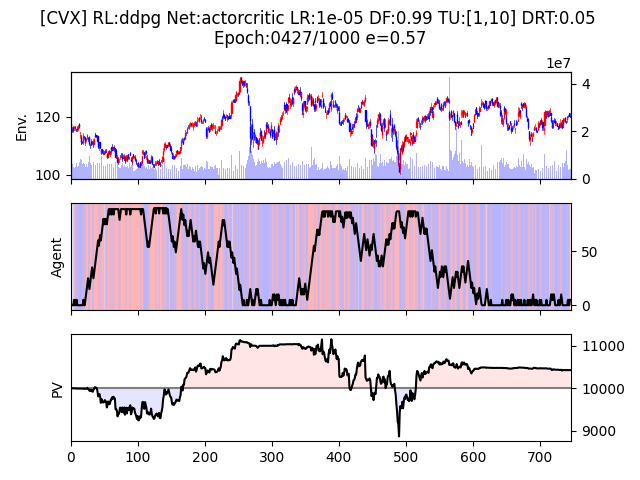 [CVX] RL:ddpg Net:actorcritic LR:1e-05 DF:0.99 TU:[1,10] DRT:0.05
Epoch:0427/1000 e=0.57
1e7
Env.
120
100
4
2
0
Agent
50
0
PV
11000
10000
9000
0 100 200 300 400 500 600 700